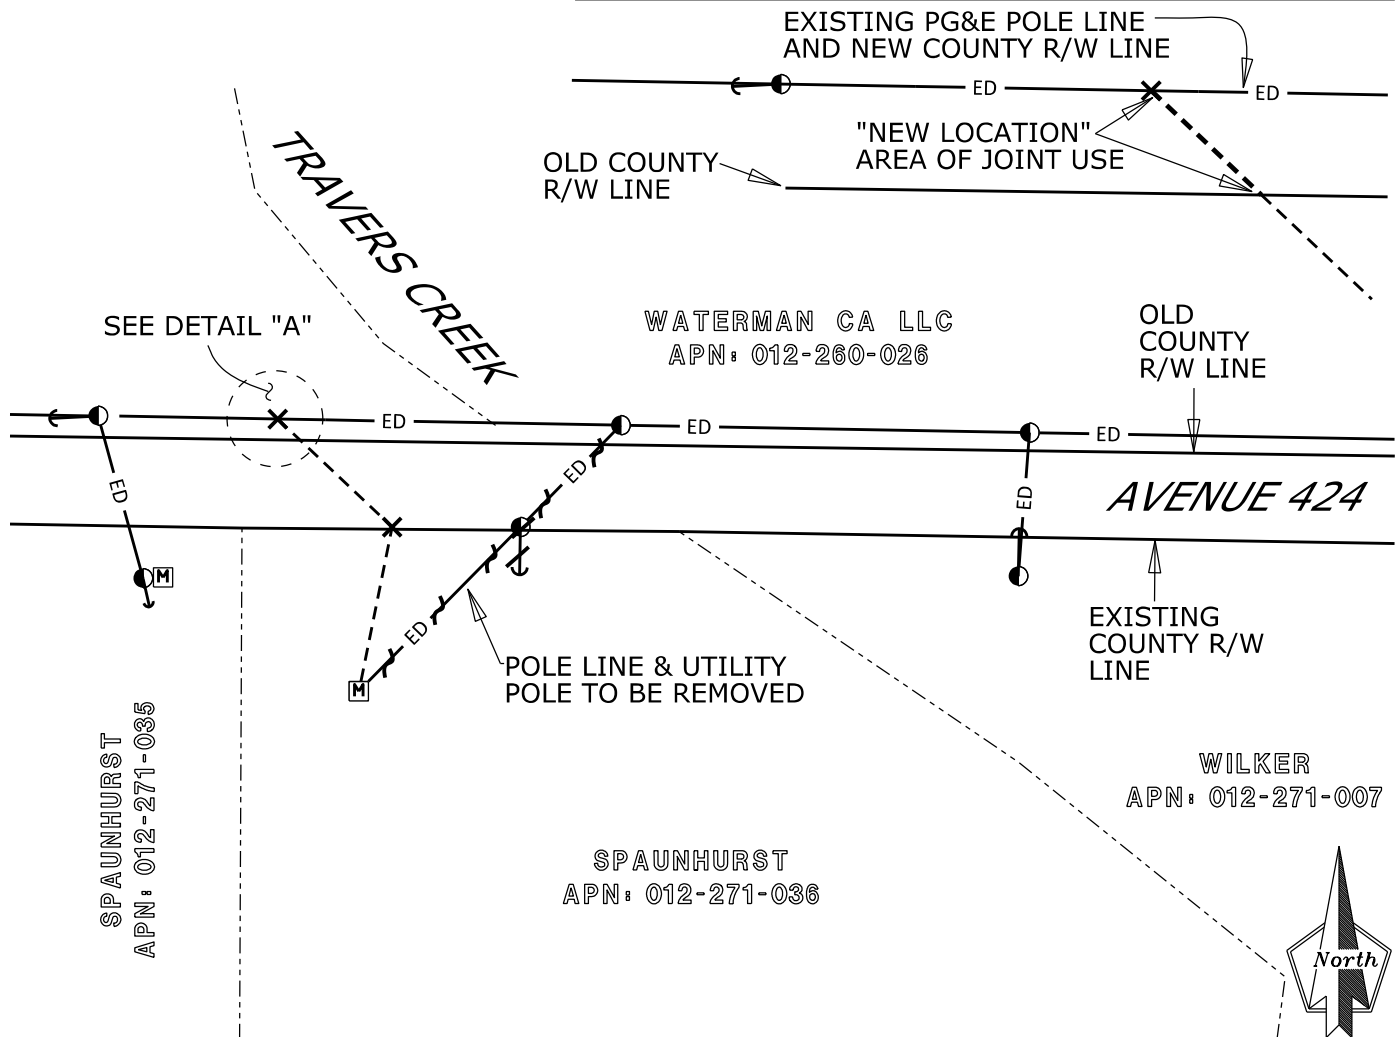 EXISTING PG&E POLE LINE
AND NEW COUNTY R/W LINE
ED
ED
"NEW LOCATION"
AREA OF JOINT USE
OLD COUNTY
R/W LINE
TRAVERS CREEK
SEE DETAIL "A"
WATERMAN CA LLC
APN: 012-260-026
OLD
COUNTY
R/W LINE
ED
ED
ED
ED
ED
ED
AVENUE 424
M
EXISTING
COUNTY R/W
LINE
ED
POLE LINE & UTILITY
POLE TO BE REMOVED
M
SPAUNHURST
APN: 012-271-035
WILKER
APN: 012-271-007
SPAUNHURST
APN: 012-271-036
North